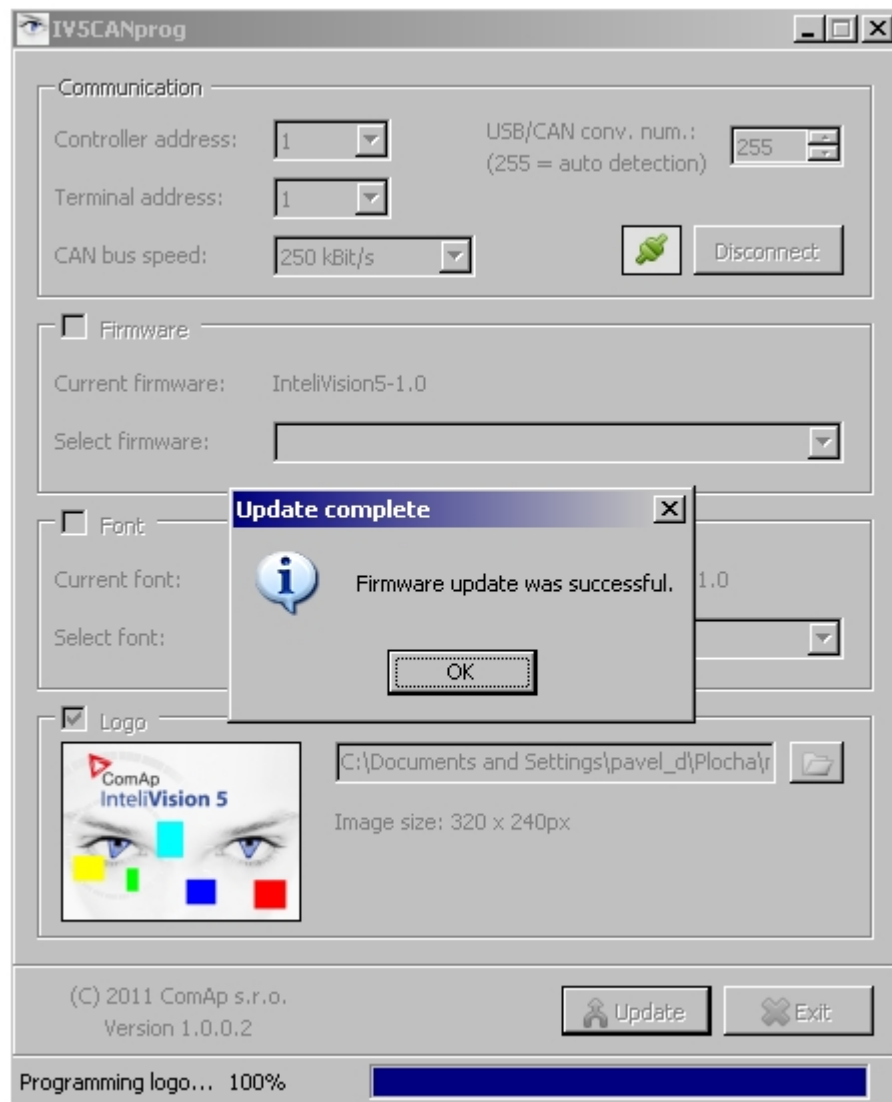 IV5CANprog
Communication
Controller address: 1
USB/CAN conv. num.: 255
(255 = auto detection)
Terminal address: 1
CAN bus speed: 250 kBit/s
Disconnect
Firmware
Current firmware: InteliVision5-1.0
Select firmware:
Update complete
Firmware update was successful.
OK
Font
Current font: 1.0
Select font:
Logo
ComAp
InteliVision 5
C:\Documents and Settings\pavel_d\Plocha\r
Image size: 320 x 240px
(C) 2011 ComAp s.r.o.
Version 1.0.0.2
Update
Exit
Programming logo... 100%